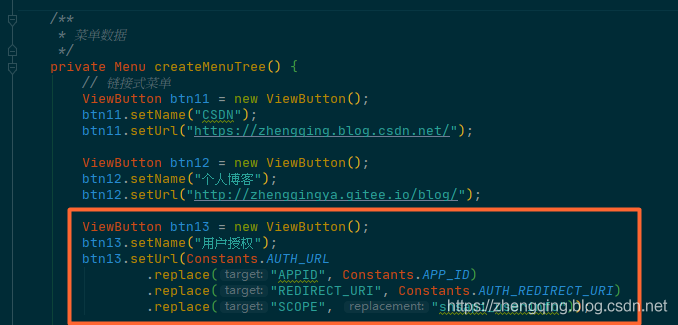 /**
* 菜单数据
*/
private Menu createMenuTree() {
// 链接式菜单
ViewButton btn11 = new ViewButton();
btn11.setName("CSDN");
btn11.setUrl("https://zhengqing.blog.csdn.net/");
ViewButton btn12 = new ViewButton();
btn12.setName("个人博客");
btn12.setUrl("http://zhengqingya.gitee.io/blog/");
ViewButton btn13 = new ViewButton();
btn13.setName("用户授权");
btn13.setUrl(Constants.AUTH_URL
.replace( target: "APPID", Constants.APP_ID)
.replace( target: "REDIRECT_URI", Constants.AUTH_REDIRECT_URI)
.replace( target: "SCOPE", replacement:
https://zhengqing.blog.csdn.net